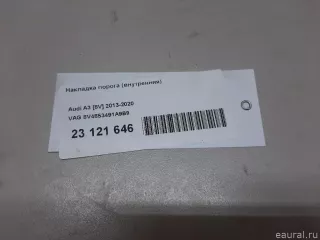 Накладка порога (внутренняя)
Audi A3 [8V] 2013-2020
VAG 8V4853491A9B9
23 121 646
eaural.ru